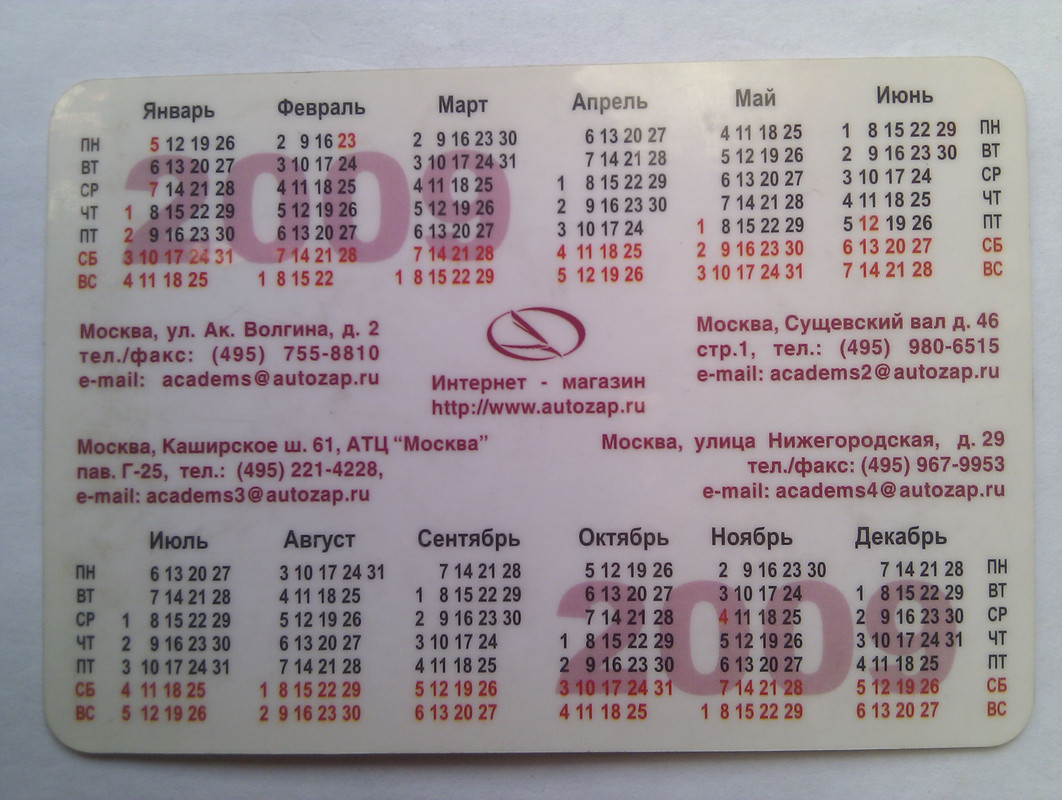 Январь Февраль Март Апрель Май Июнь
ПН 5 12 19 26 2 9 16 23 2 9 16 23 30 6 13 20 27 4 11 18 25 1 8 15 22 29 ПН
ВТ 6 13 20 27 3 10 17 24 3 10 17 24 31 7 14 21 28 5 12 19 26 2 9 16 23 30 ВТ
СР 7 14 21 28 4 11 18 25 4 11 18 25 1 8 15 22 29 6 13 20 27 3 10 17 24 СР
ЧТ 1 8 15 22 29 5 12 19 26 5 12 19 26 2 9 16 23 30 7 14 21 28 4 11 18 25 ЧТ
ПТ 2 9 16 23 30 6 13 20 27 6 13 20 27 3 10 17 24 1 8 15 22 29 5 12 19 26 ПТ
СБ 3 10 17 24 31 7 14 21 28 7 14 21 28 4 11 18 25 2 9 16 23 30 6 13 20 27 СБ
ВС 4 11 18 25 1 8 15 22 1 8 15 22 29 5 12 19 26 3 10 17 24 31 7 14 21 28 ВС
2009
Москва, ул. Ак. Волгина, д. 2
тел./факс: (495) 755-8810
e-mail: academs@autozap.ru
Интернет - магазин
http://www.autozap.ru
Москва, Сущевский вал д. 46
стр.1, тел.: (495) 980-6515
e-mail: academs2@autozap.ru
Москва, Каширское ш. 61, АТЦ “Москва”
пав. Г-25, тел.: (495) 221-4228,
e-mail: academs3@autozap.ru
Москва, улица Нижегородская, д. 29
тел./факс: (495) 967-9953
e-mail: academs4@autozap.ru
Июль Август Сентябрь Октябрь Ноябрь Декабрь
ПН 6 13 20 27 3 10 17 24 31 7 14 21 28 5 12 19 26 2 9 16 23 30 7 14 21 28 ПН
ВТ 7 14 21 28 4 11 18 25 1 8 15 22 29 6 13 20 27 3 10 17 24 1 8 15 22 29 ВТ
СР 1 8 15 22 29 5 12 19 26 2 9 16 23 30 7 14 21 28 4 11 18 25 2 9 16 23 30 СР
ЧТ 2 9 16 23 30 6 13 20 27 3 10 17 24 1 8 15 22 29 5 12 19 26 3 10 17 24 31 ЧТ
ПТ 3 10 17 24 31 7 14 21 28 4 11 18 25 2 9 16 23 30 6 13 20 27 4 11 18 25 ПТ
СБ 4 11 18 25 1 8 15 22 29 5 12 19 26 3 10 17 24 31 7 14 21 28 5 12 19 26 СБ
ВС 5 12 19 26 2 9 16 23 30 6 13 20 27 4 11 18 25 1 8 15 22 29 6 13 20 27 ВС
2009